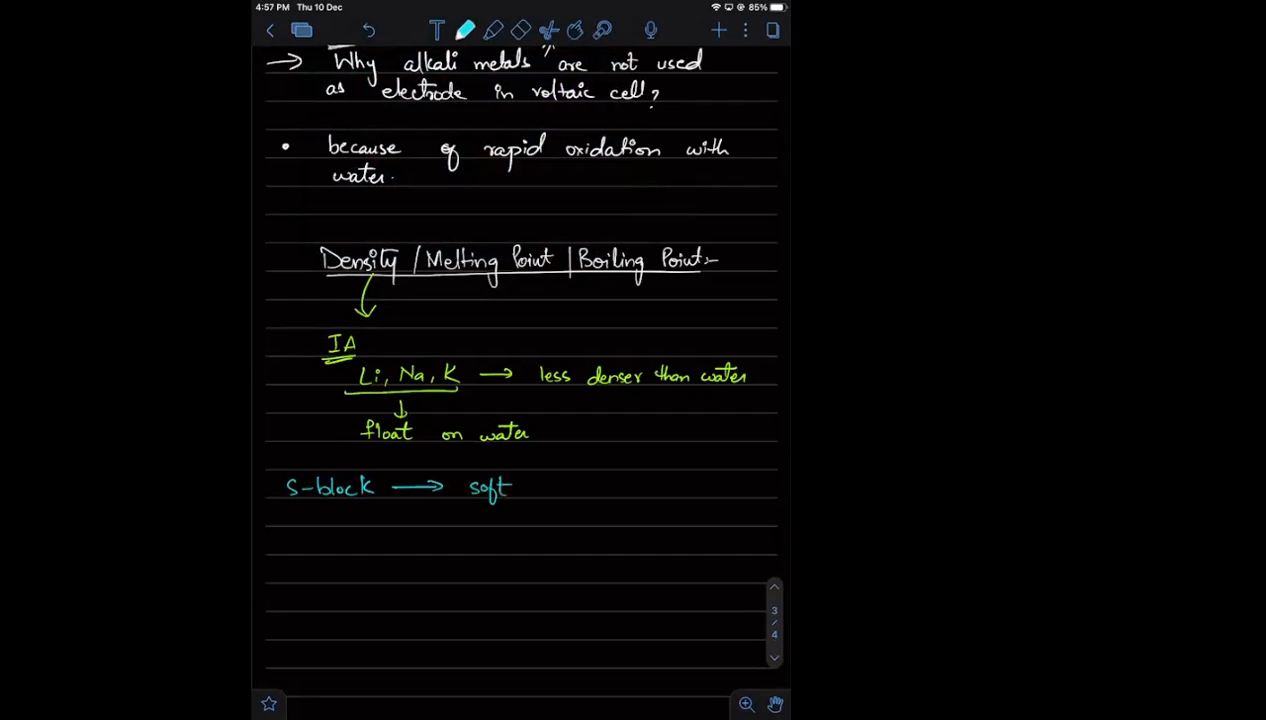 4:57 PM Thu 10 Dec 85%
→ Why alkali metals are not used
as electrode in voltaic cell?
• because of rapid oxidation with
water.
Density / Melting Point | Boiling Point:-
IA
Li, Na, K → less denser than water
float on water
S-block → soft
3
/
4